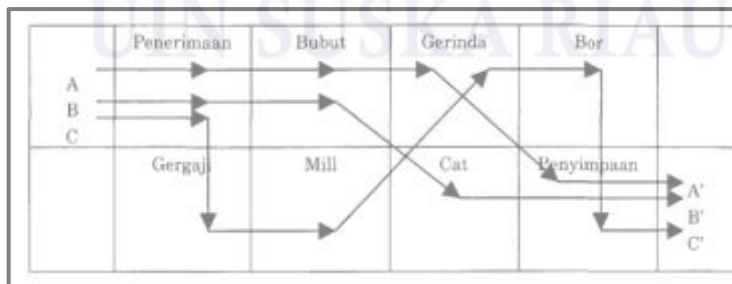 UIN SUSKA RIAU
Penerimaan Bubut Gerinda Bor
A
B
C
Gergaji Mill Cat Penyimpaan
A'
B'
C'